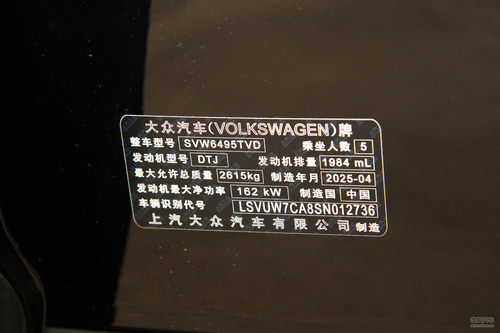 大众汽车(VOLKSWAGEN)牌
整车型号 SVW6495TVD 乘坐人数 5
发动机型号 DTJ 发动机排量 1984 mL
最大允许总质量 2615kg 制造年月 2025-04
发动机最大净功率 162 kW 制造国 中国
车辆识别代号 LSVUW7CA8SN012736
上汽大众汽车有限公司 制造